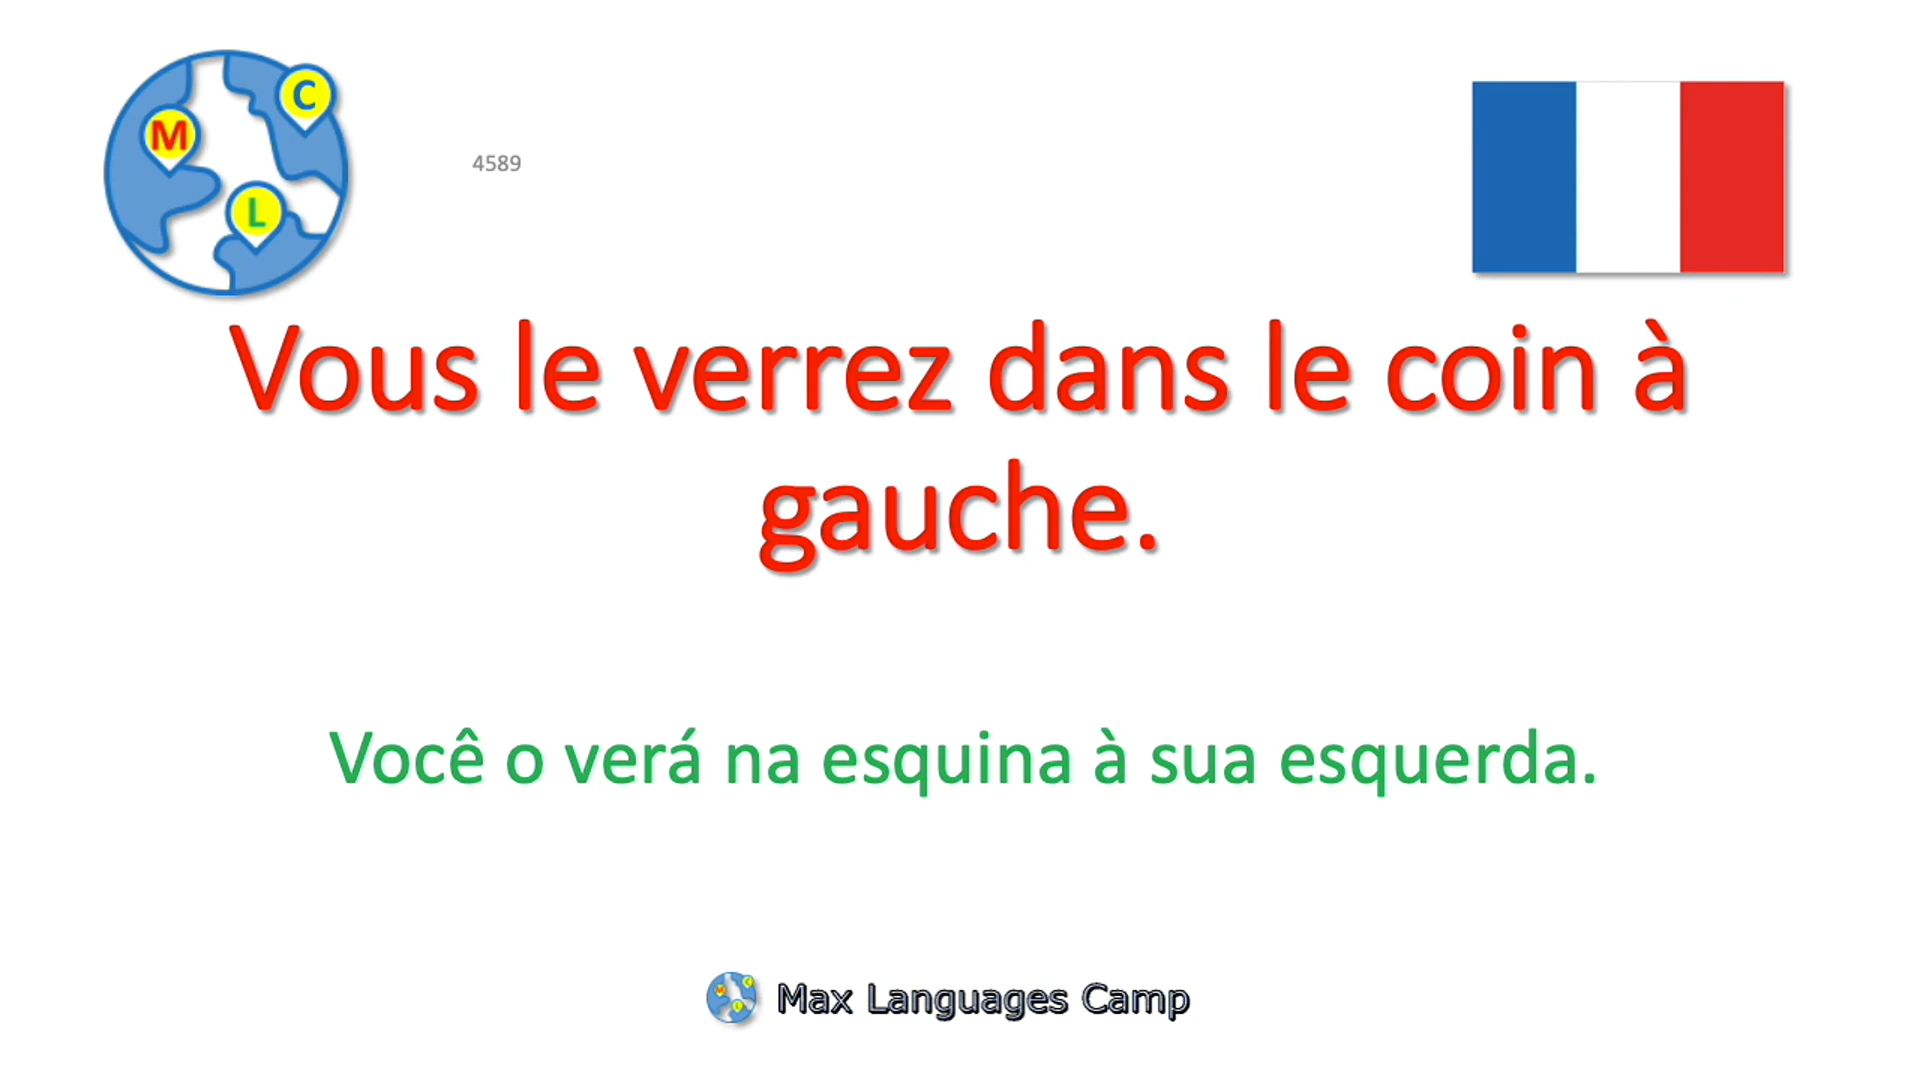 C
M
L
4589
Vous le verrez dans le coin à
gauche.
Você o verá na esquina à sua esquerda.
Max Languages Camp